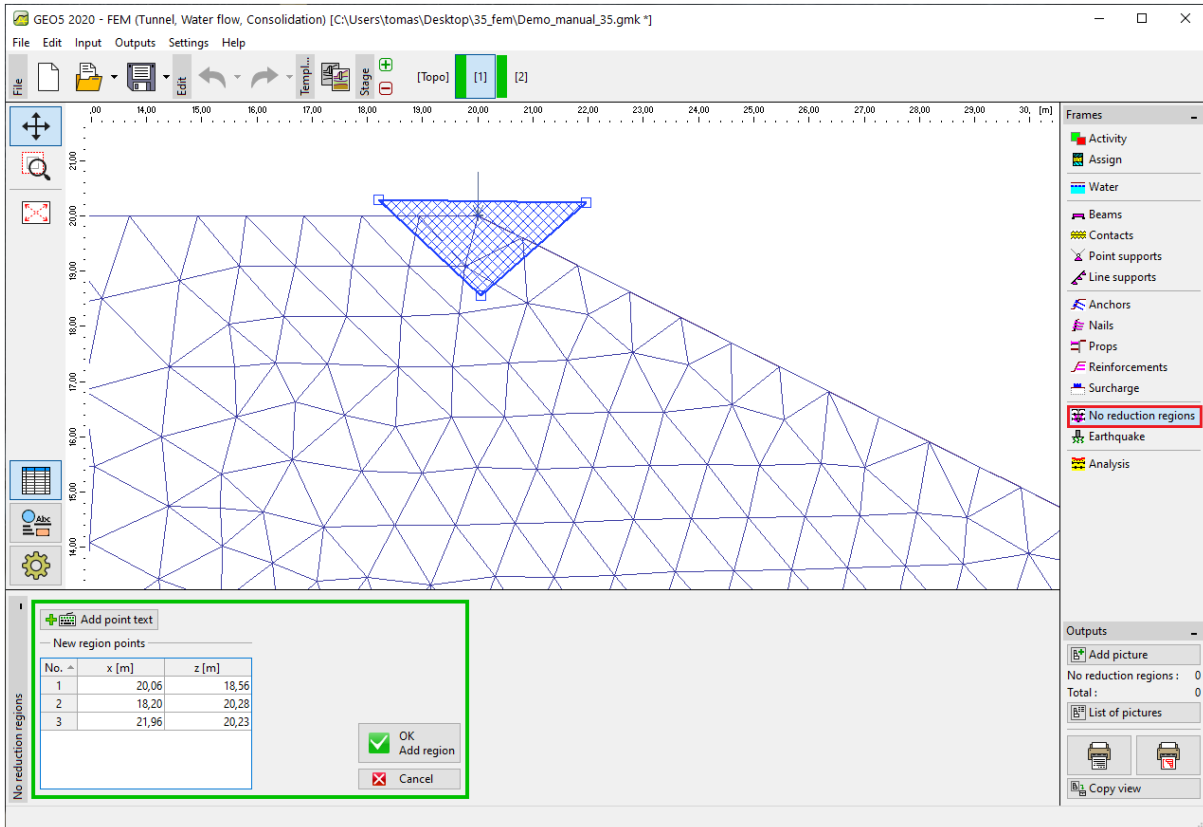 GEO5 2020 - FEM (Tunnel, Water flow, Consolidation) [C:\Users\tomas\Desktop\35_fem\Demo_manual_35.gmk *]
File Edit Input Outputs Settings Help
File Edit Templ... Stage [Topo] [1] [2]
,00 14,00 15,00 16,00 17,00 18,00 19,00 20,00 21,00 22,00 23,00 24,00 25,00 26,00 27,00 28,00 29,00 30, [m]
21,00
20,00
19,00
18,00
17,00
16,00
15,00
14,00
Abc
Frames
Activity
Assign
Water
Beams
Contacts
Point supports
Line supports
Anchors
Nails
Props
Reinforcements
Surcharge
No reduction regions
Earthquake
Analysis
No reduction regions
Add point text
New region points
No. x [m] z [m]
1 20,06 18,56
2 18,20 20,28
3 21,96 20,23
OK
Add region
Cancel
Outputs
Add picture
No reduction regions : 0
Total : 0
List of pictures
Copy view